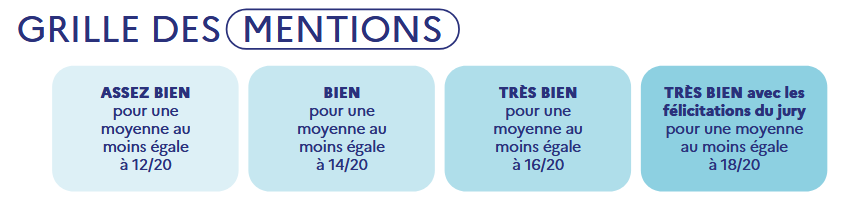 GRILLE DES MENTIONS
ASSEZ BIEN
pour une
moyenne au
moins égale
à 12/20
BIEN
pour une
moyenne au
moins égale
à 14/20
TRÈS BIEN
pour une
moyenne au
moins égale
à 16/20
TRÈS BIEN avec les
félicitations du jury
pour une moyenne
au moins égale
à 18/20